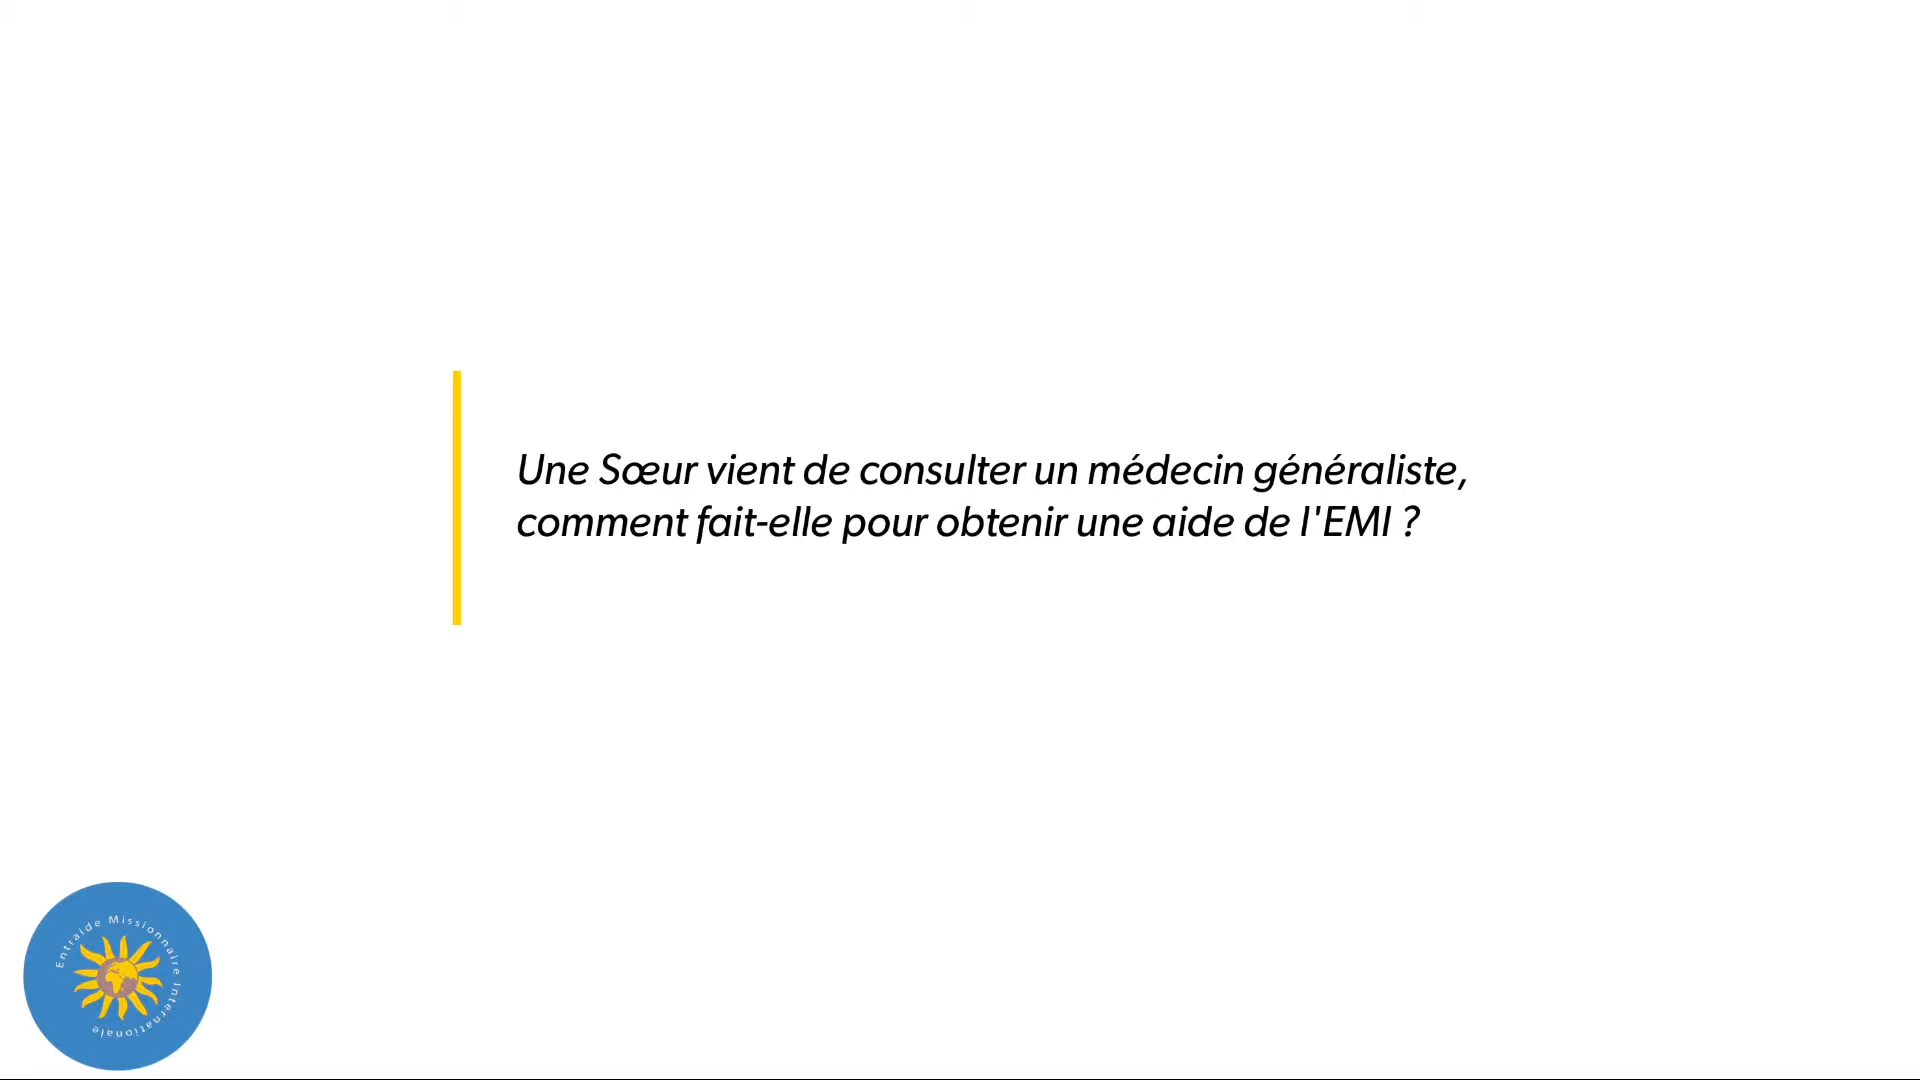 Une Sœur vient de consulter un médecin généraliste,
comment fait-elle pour obtenir une aide de l'EMI ?
Entraide Missionnaire Internationale